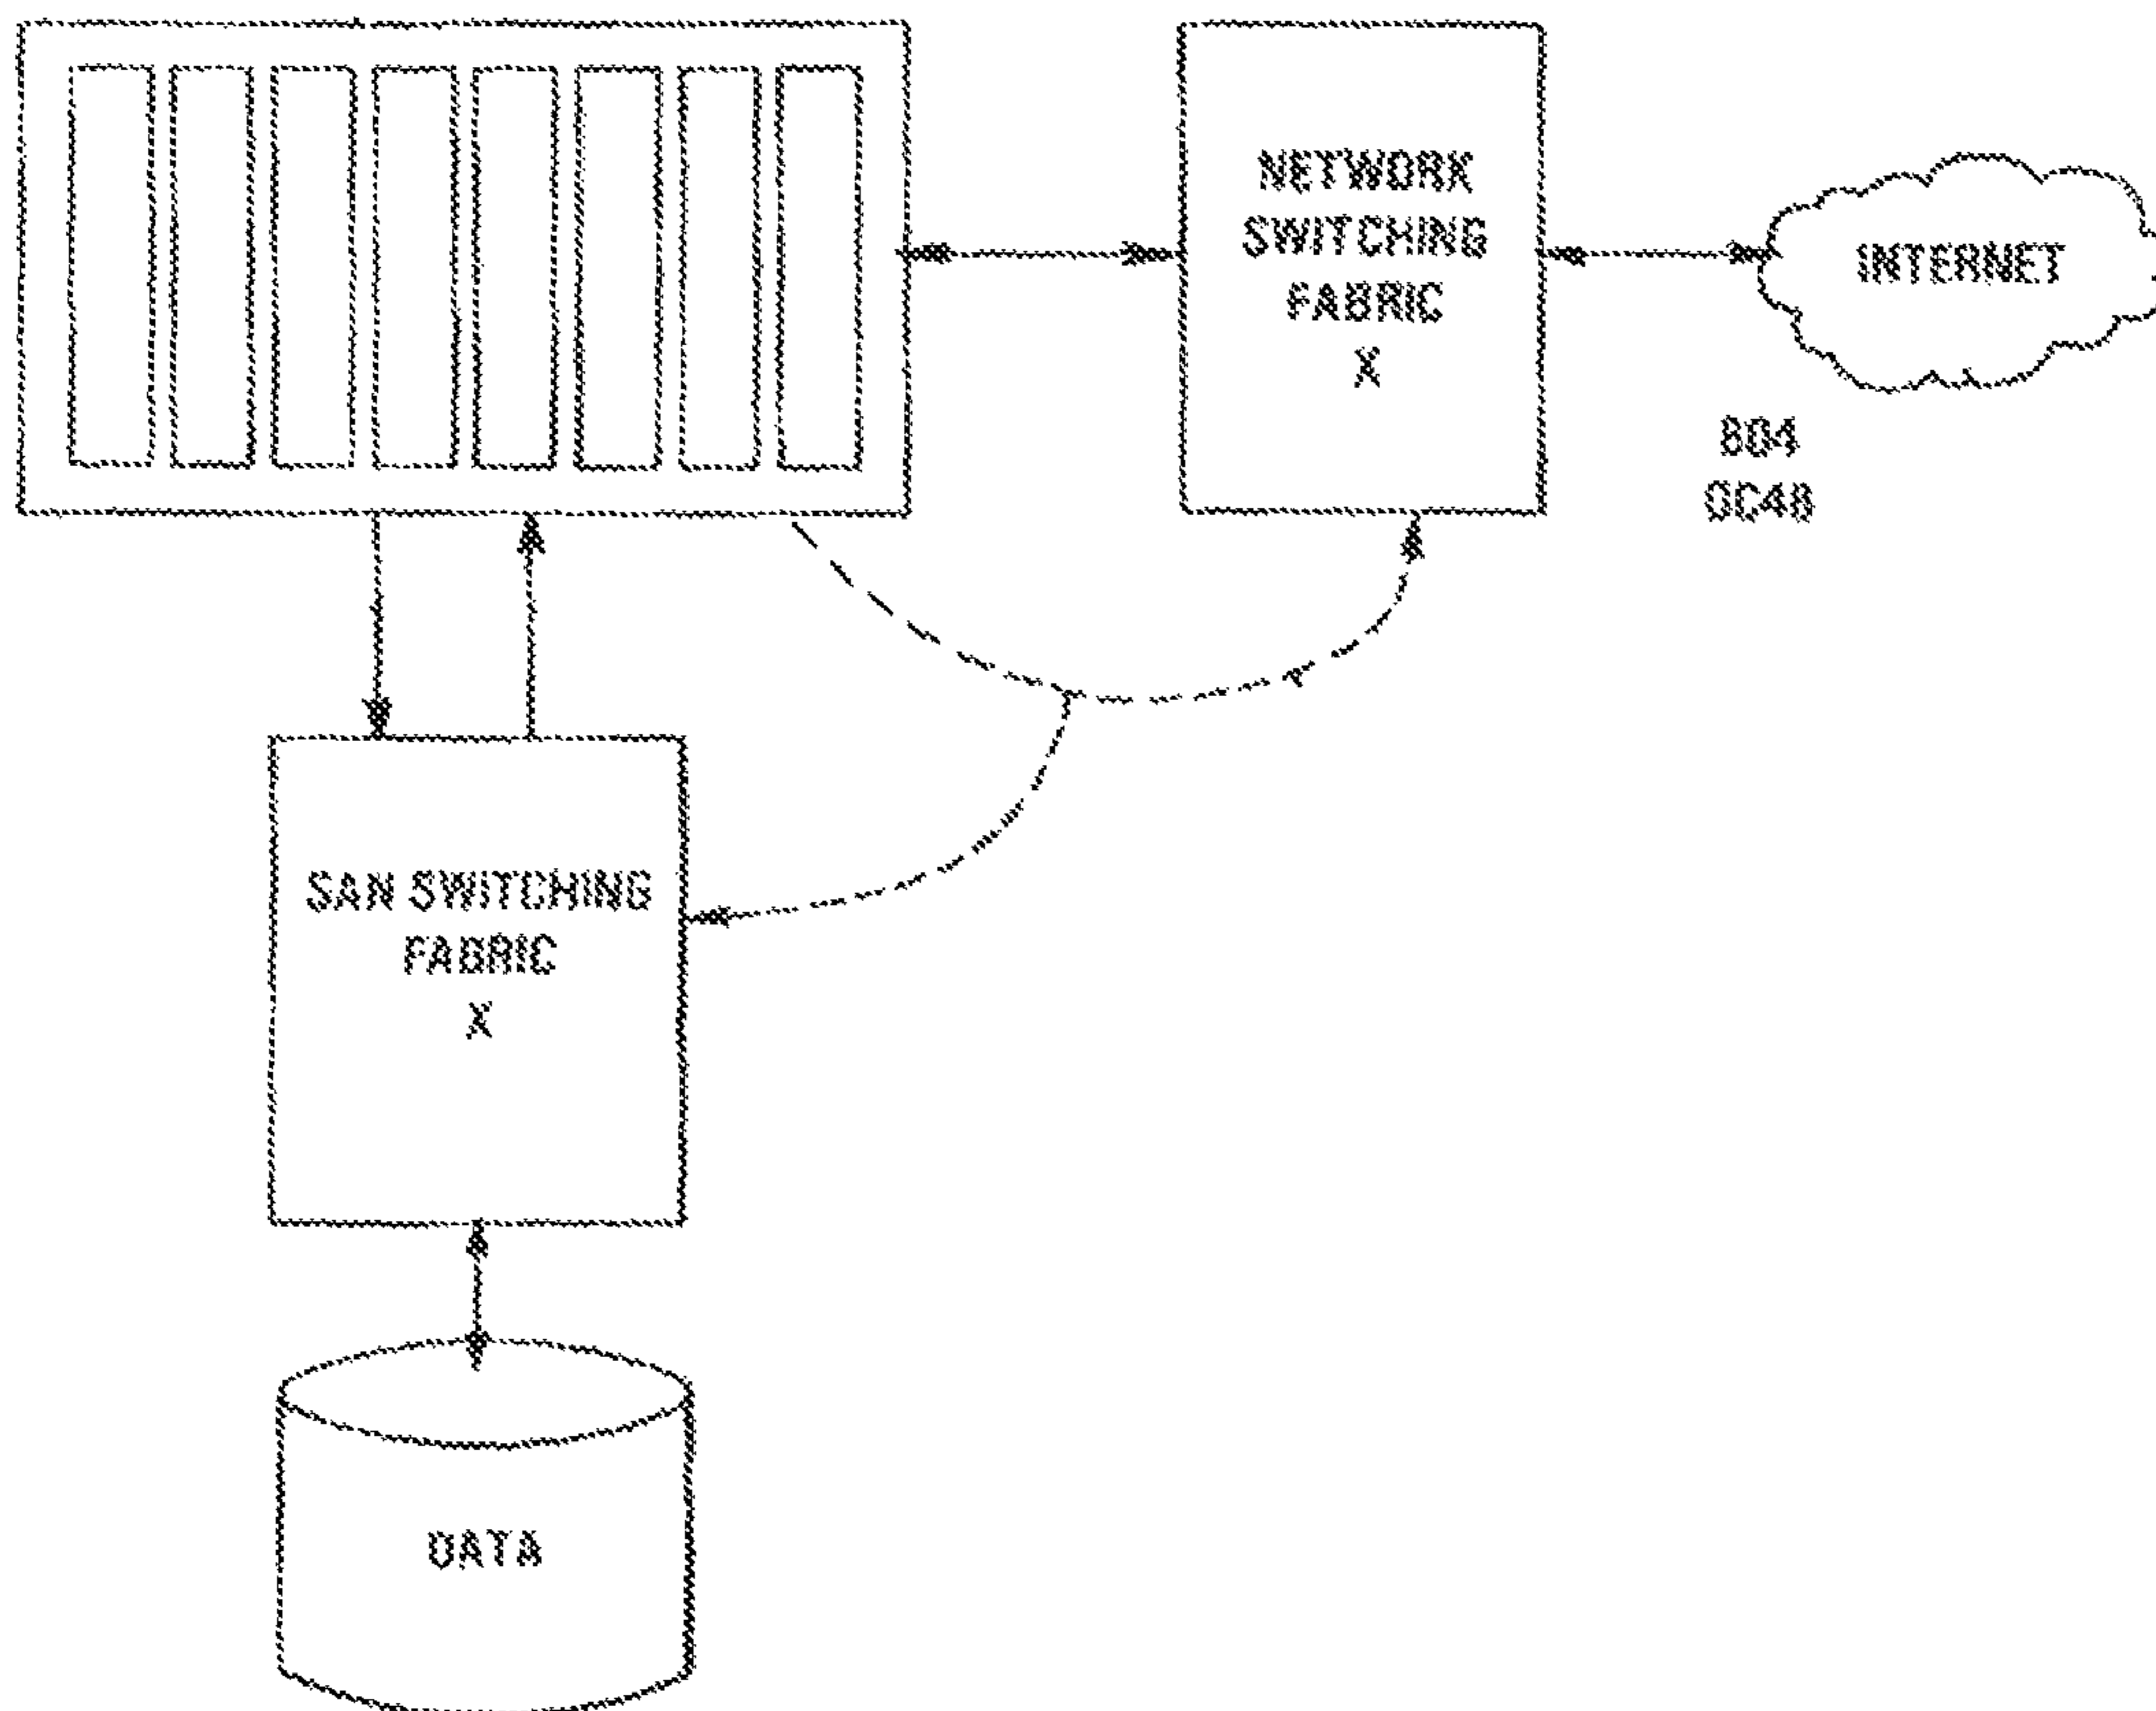 NETWORK
SWITCHING
FABRIC
X
INTERNET
804
OC48
SAN SWITCHING
FABRIC
X
DATA